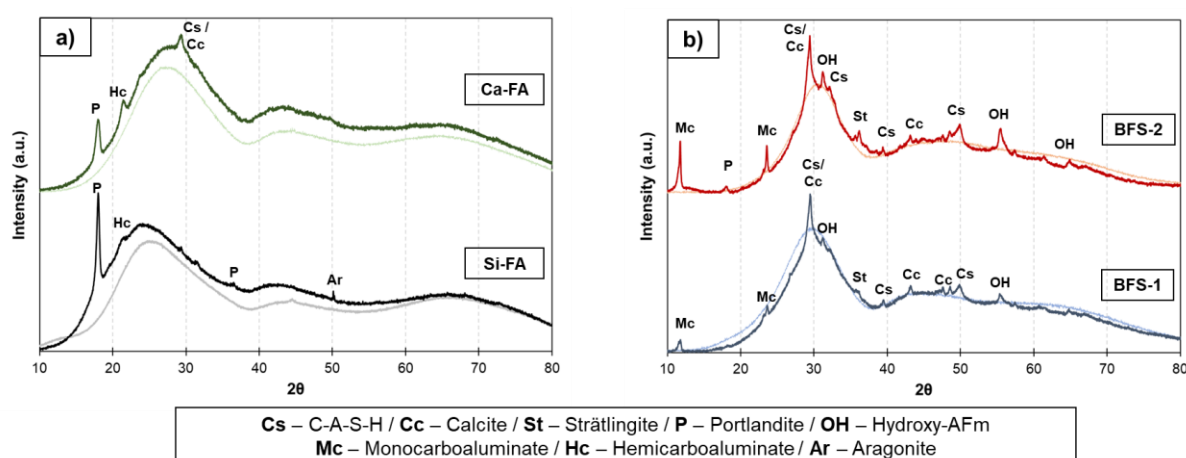 a)
Cs /
Cc
Ca-FA
P
Hc
P
Hc
Si-FA
P
Ar
Intensity (a.u.)
10 20 30 40 50 60 70 80
2θ
b)
Cs/
Cc
OH
Cs
Mc
Mc
P
St
Cs
Cc
Cs
OH
OH
BFS-2
Cs/
Cc
OH
Mc
Mc
St
Cs
Cc
Cc
Cs
OH
BFS-1
Intensity (a.u.)
10 20 30 40 50 60 70 80
2θ
Cs – C-A-S-H / Cc – Calcite / St – Strätlingite / P – Portlandite / OH – Hydroxy-AFm
Mc – Monocarboaluminate / Hc – Hemicarboaluminate / Ar – Aragonite